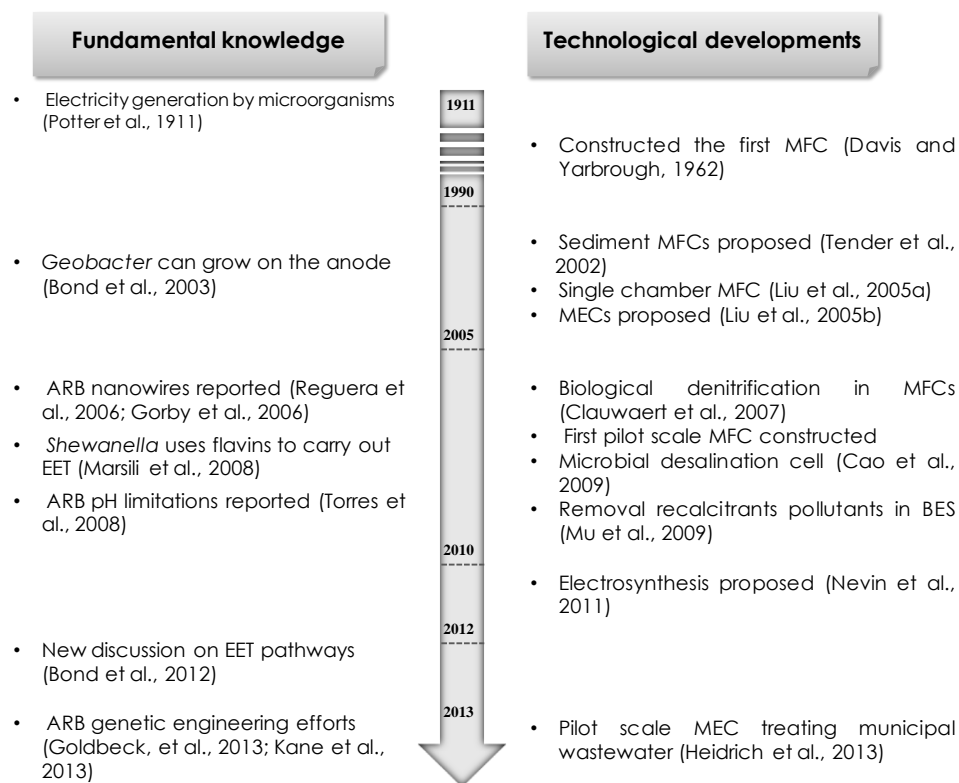 Fundamental knowledge
• Electricity generation by microorganisms
(Potter et al., 1911)
• Geobacter can grow on the anode
(Bond et al., 2003)
• ARB nanowires reported (Reguera et
al., 2006; Gorby et al., 2006)
• Shewanella uses flavins to carry out
EET (Marsili et al., 2008)
• ARB pH limitations reported (Torres et
al., 2008)
• New discussion on EET pathways
(Bond et al., 2012)
• ARB genetic engineering efforts
(Goldbeck, et al., 2013; Kane et al.,
2013)
1911
1990
2005
2010
2012
2013
Technological developments
• Constructed the first MFC (Davis and
Yarbrough, 1962)
• Sediment MFCs proposed (Tender et al.,
2002)
• Single chamber MFC (Liu et al., 2005a)
• MECs proposed (Liu et al., 2005b)
• Biological denitrification in MFCs
(Clauwaert et al., 2007)
• First pilot scale MFC constructed
• Microbial desalination cell (Cao et al.,
2009)
• Removal recalcitrants pollutants in BES
(Mu et al., 2009)
• Electrosynthesis proposed (Nevin et al.,
2011)
• Pilot scale MEC treating municipal
wastewater (Heidrich et al., 2013)